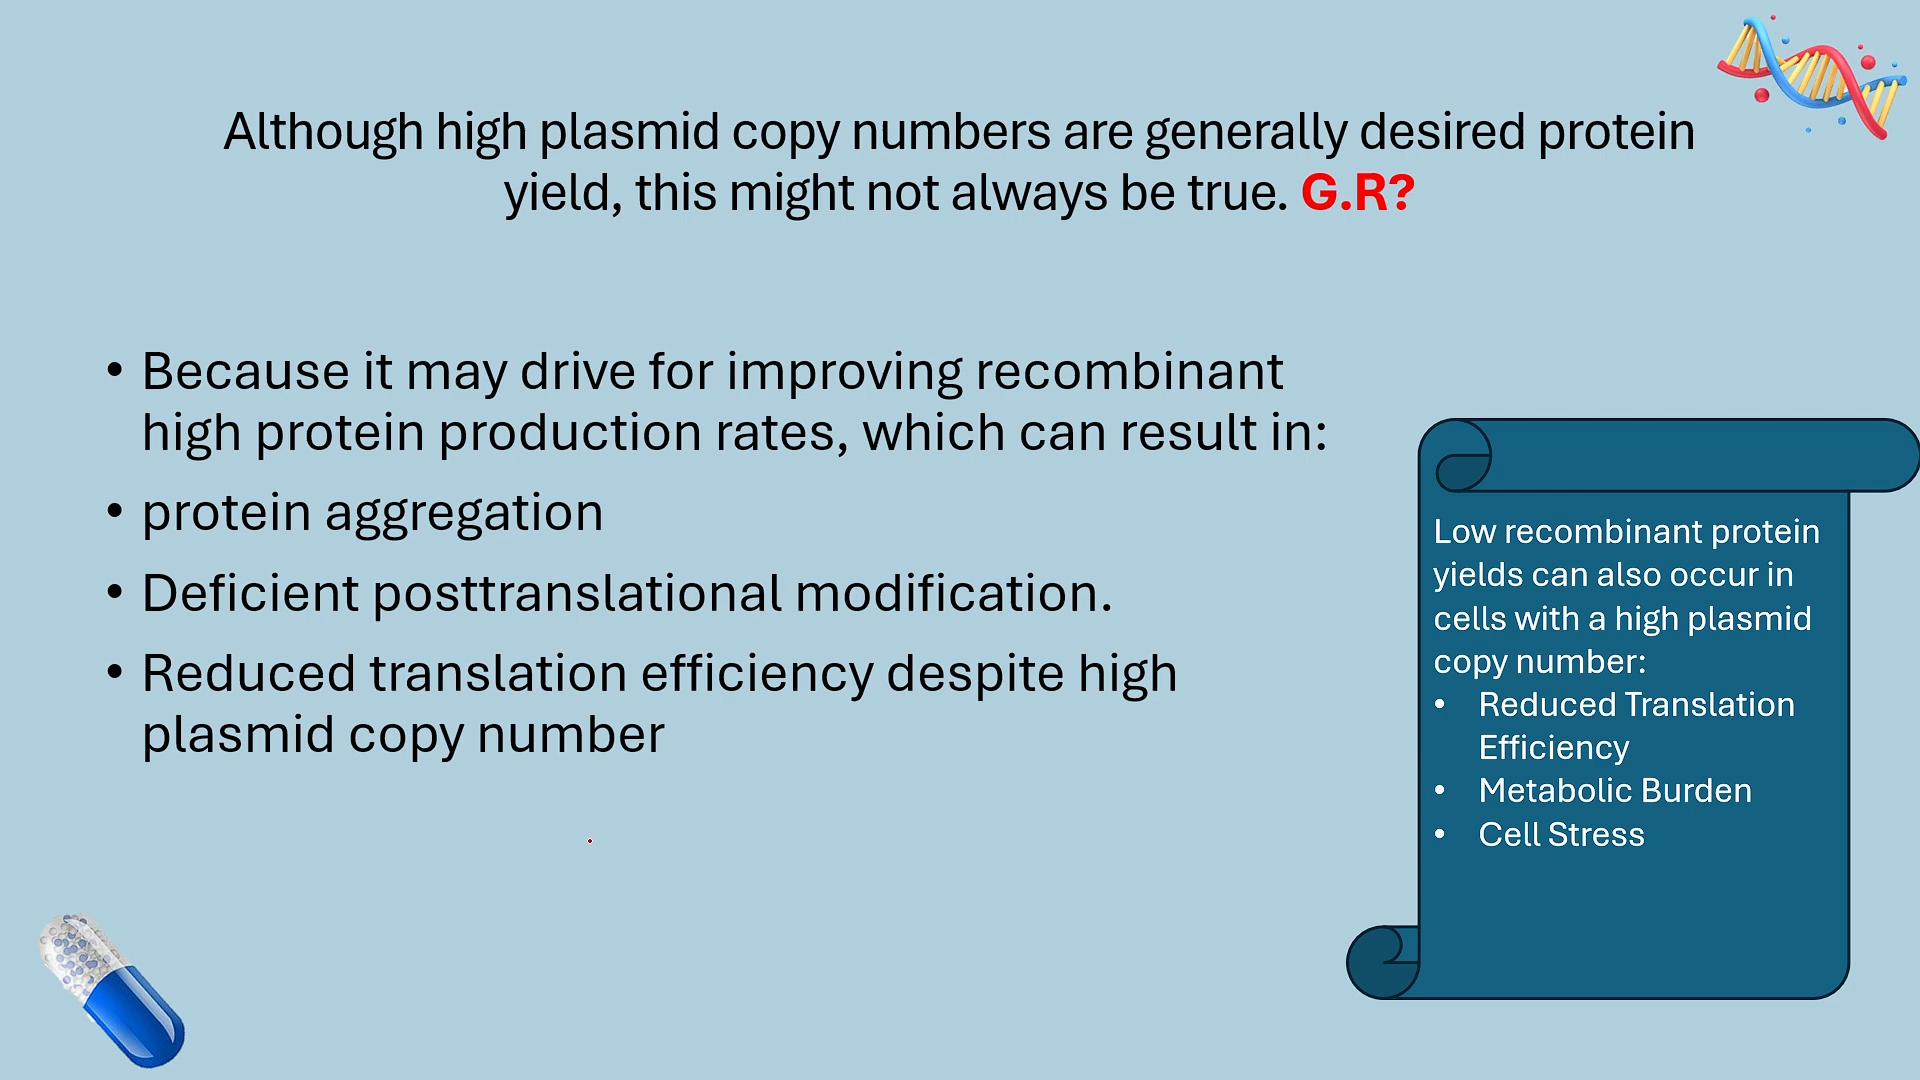 Although high plasmid copy numbers are generally desired protein
yield, this might not always be true. G.R?
• Because it may drive for improving recombinant
high protein production rates, which can result in:
• protein aggregation
• Deficient posttranslational modification.
• Reduced translation efficiency despite high
plasmid copy number
Low recombinant protein
yields can also occur in
cells with a high plasmid
copy number:
• Reduced Translation
Efficiency
• Metabolic Burden
• Cell Stress